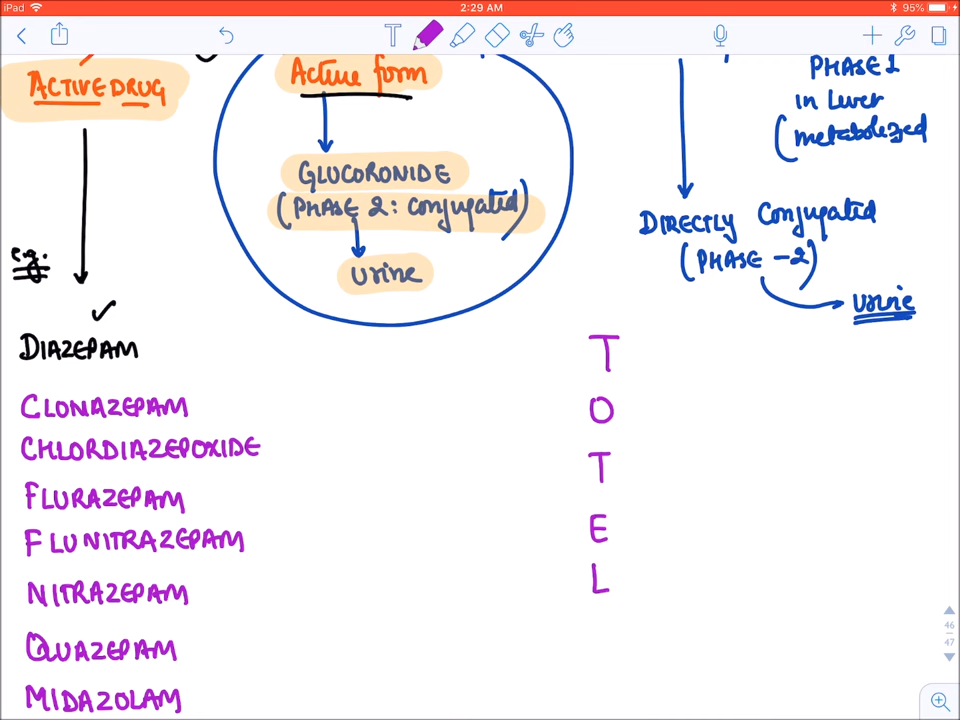 iPad
2:29 AM
95%
T
ACTIVE DRUG
Active form
GLUCORONIDE
(PHASE 2: conjugated)
urine
PHASE 1
in Liver
(metabolized
DIRECTLY Conjugated
(PHASE -2)
urine
e.g.
DIAZEPAM
CLONAZEPAM
CHLORDIAZEPOXIDE
FLURAZEPAM
FLUNITRAZEPAM
NITRAZEPAM
QUAZEPAM
MIDAZOLAM
T
O
T
E
L
46
47